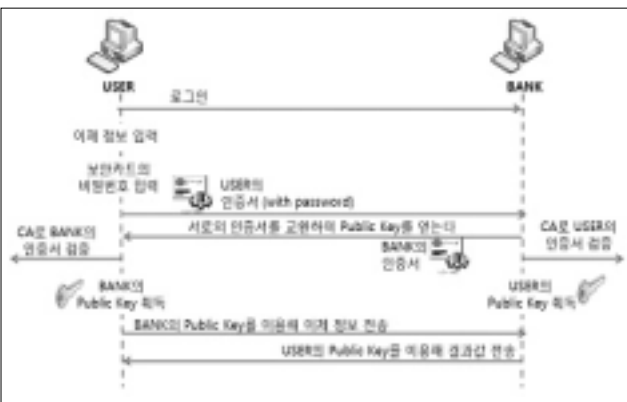 USER
BANK
로그인
이체 정보 입력
보안카드의
비밀번호 입력
USER의
인증서 (with password)
서로의 인증서를 교환하여 Public Key를 얻는다
CA로 BANK의
인증서 검증
BANK의
인증서
CA로 USER의
인증서 검증
BANK의
Public Key 획득
USER의
Public Key 획득
BANK의 Public Key를 이용해 이체 정보 전송
USER의 Public Key를 이용해 결과값 전송